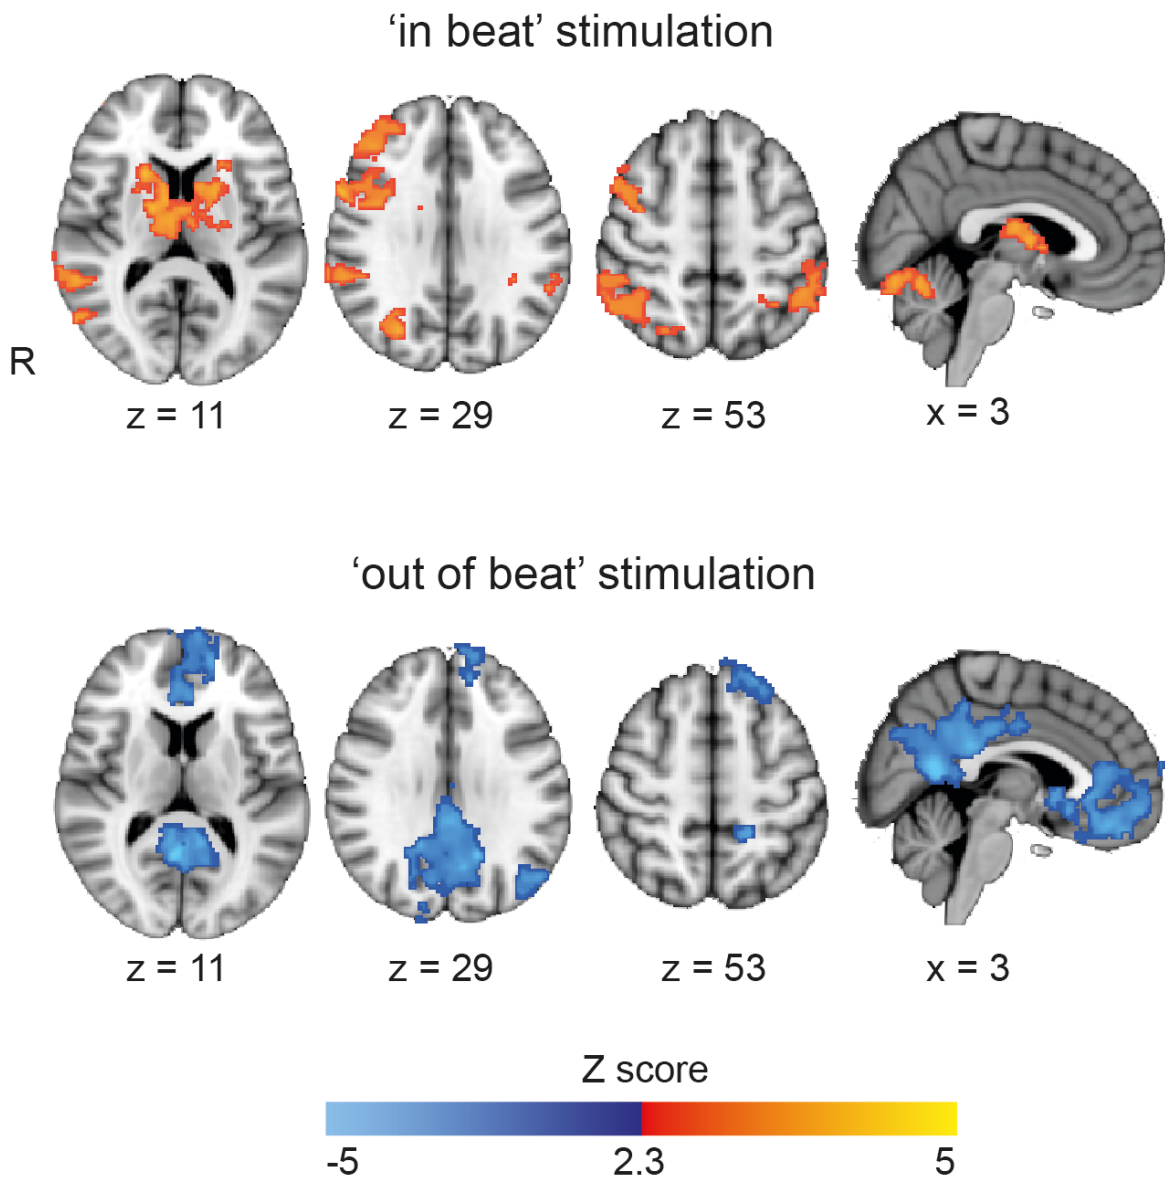 ‘in beat’ stimulation
R
z = 11 z = 29 z = 53 x = 3
‘out of beat’ stimulation
z = 11 z = 29 z = 53 x = 3
Z score
-5 2.3 5